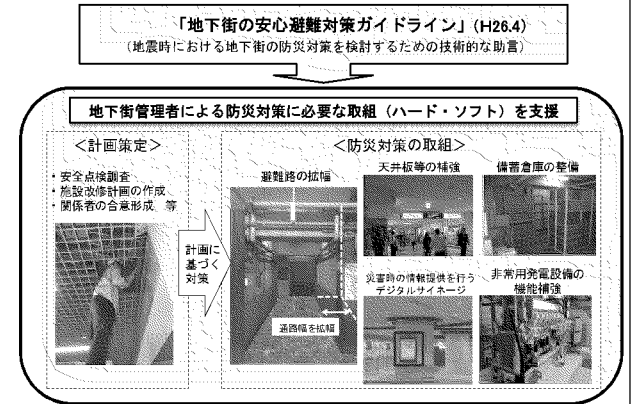 「地下街の安心避難対策ガイドライン」(H26.4)
(地震時における地下街の防災対策を検討するための技術的な助言)
地下街管理者による防災対策に必要な取組（ハード・ソフト）を支援
＜計画策定＞
・安全点検調査
・施設改修計画の作成
・関係者の合意形成　等
計画に
基づく
対策
＜防災対策の取組＞
避難路の拡幅
通路幅を拡幅
天井板等の補強
備蓄倉庫の整備
災害時の情報提供を行う
デジタルサイネージ
非常用発電設備の
機能補強